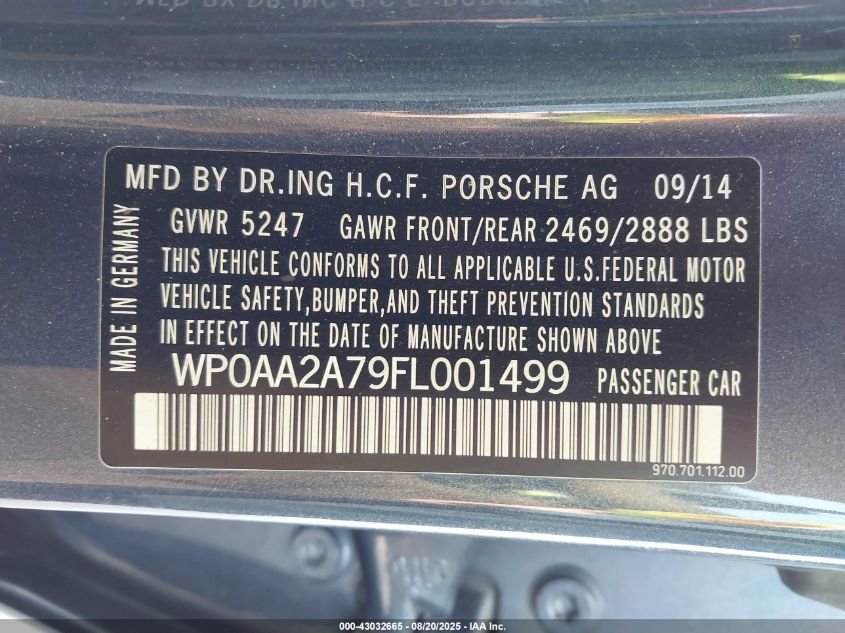 MFD BY DR.ING H.C.F. PORSCHE AG 09/14
GVWR 5247 GAWR FRONT/REAR 2469/2888 LBS
THIS VEHICLE CONFORMS TO ALL APPLICABLE U.S.FEDERAL MOTOR
VEHICLE SAFETY,BUMPER,AND THEFT PREVENTION STANDARDS
IN EFFECT ON THE DATE OF MANUFACTURE SHOWN ABOVE
WP0AA2A79FL001499 PASSENGER CAR
MADE IN GERMANY
970.701.112.00
000-43032665 - 08/20/2025 - IAA Inc.